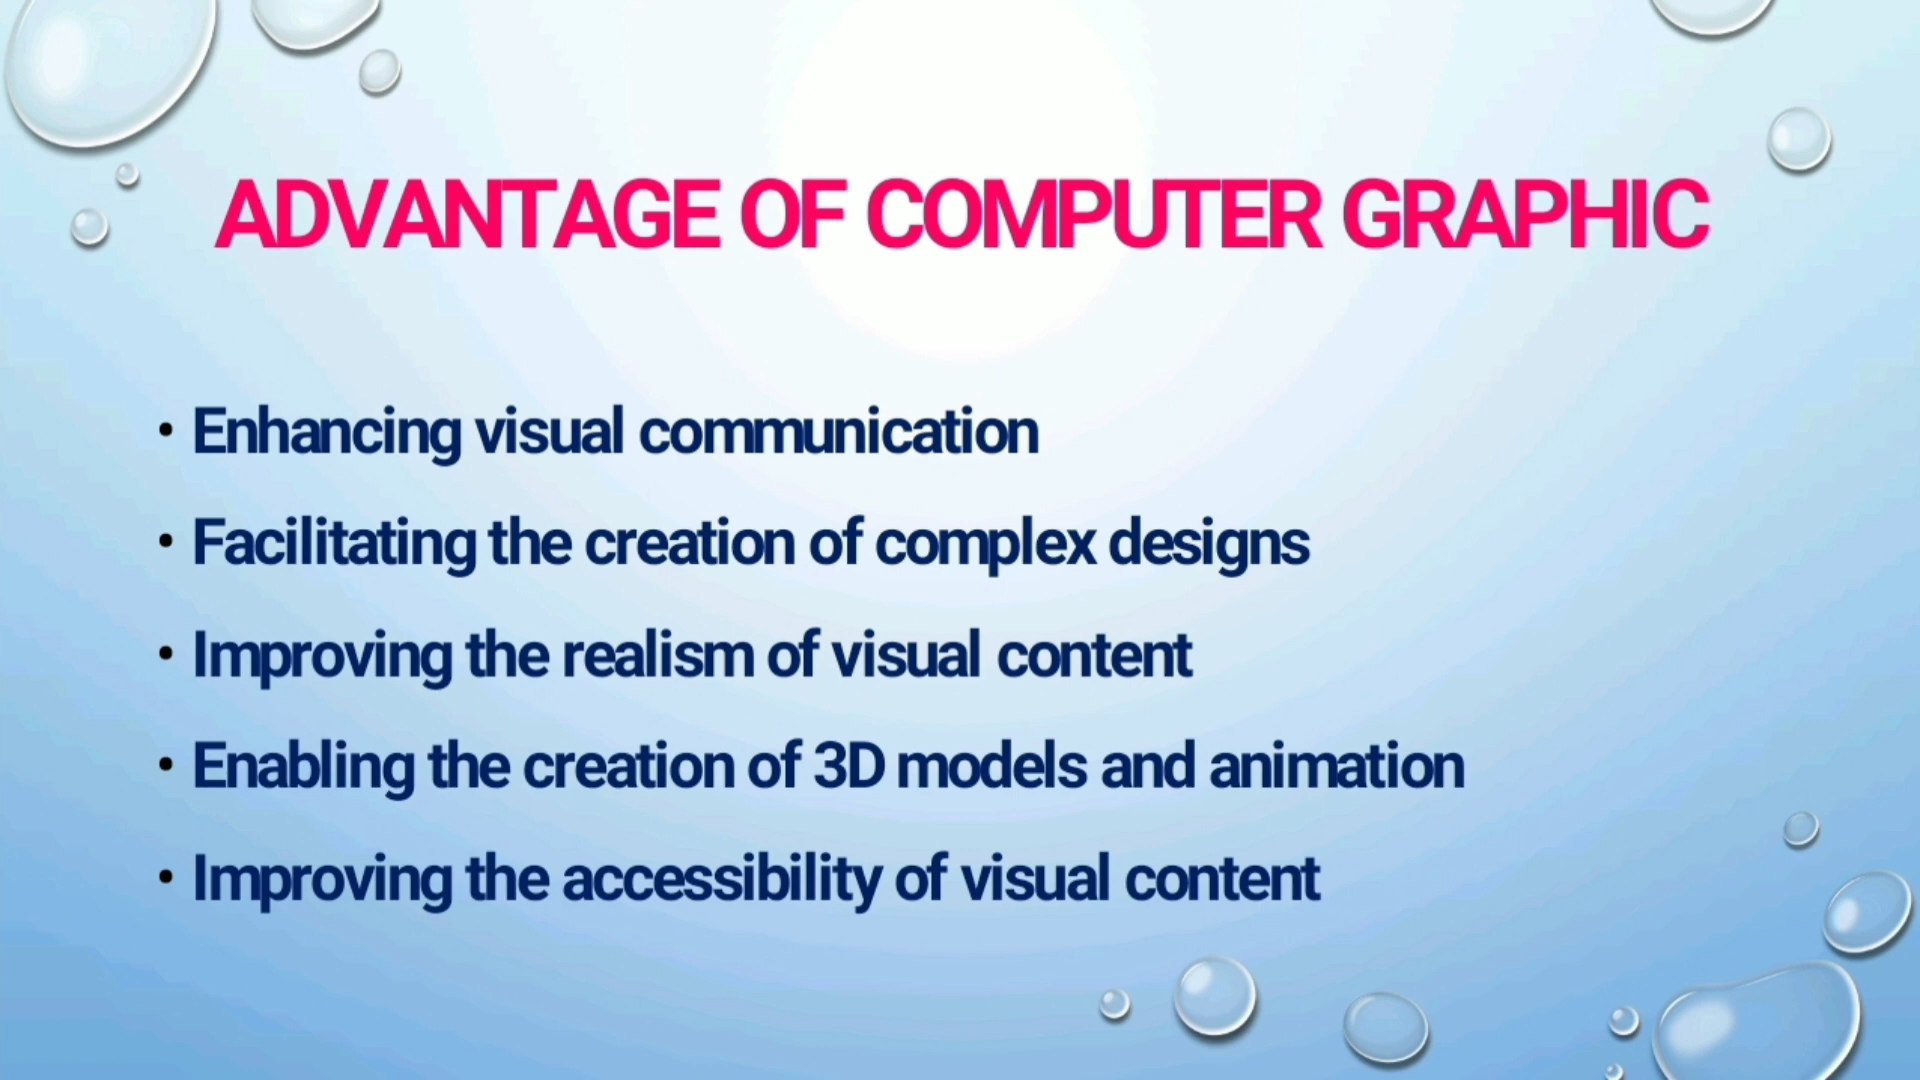 ADVANTAGE OF COMPUTER GRAPHIC
• Enhancing visual communication
• Facilitating the creation of complex designs
• Improving the realism of visual content
• Enabling the creation of 3D models and animation
• Improving the accessibility of visual content